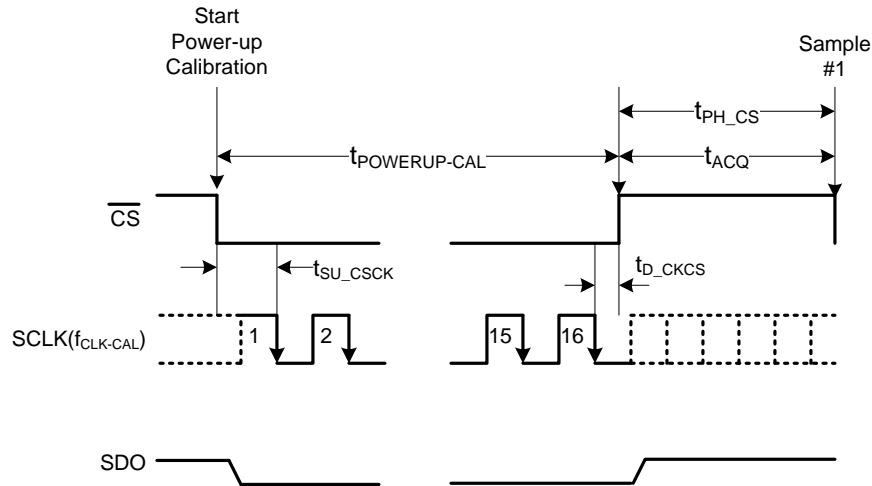 Start
Power-up
Calibration
Sample
#1
tPH_CS
tPOWERUP-CAL
tACQ
CS
tSU_CSCK
tD_CKCS
SCLK(fCLK-CAL)
1
2
15
16
SDO